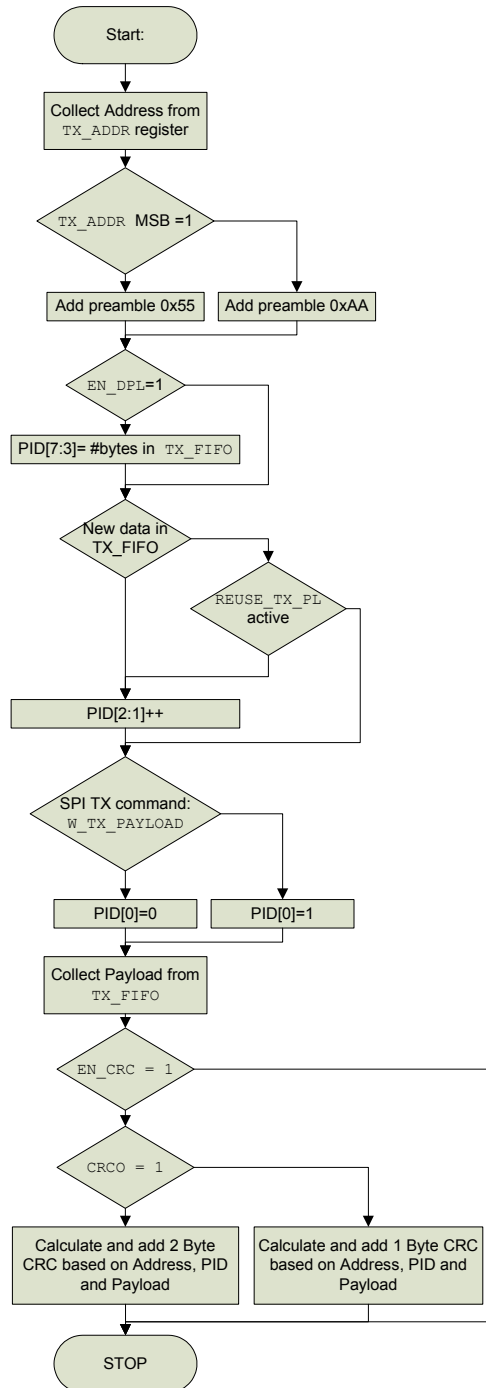 Start:
Collect Address from
TX_ADDR register
TX_ADDR MSB =1
Add preamble 0x55
Add preamble 0xAA
EN_DPL=1
PID[7:3]= #bytes in TX_FIFO
New data in
TX_FIFO
REUSE_TX_PL
active
PID[2:1]++
SPI TX command:
W_TX_PAYLOAD
PID[0]=0
PID[0]=1
Collect Payload from
TX_FIFO
EN_CRC = 1
CRCO = 1
Calculate and add 2 Byte
CRC based on Address, PID
and Payload
Calculate and add 1 Byte CRC
based on Address, PID and
Payload
STOP